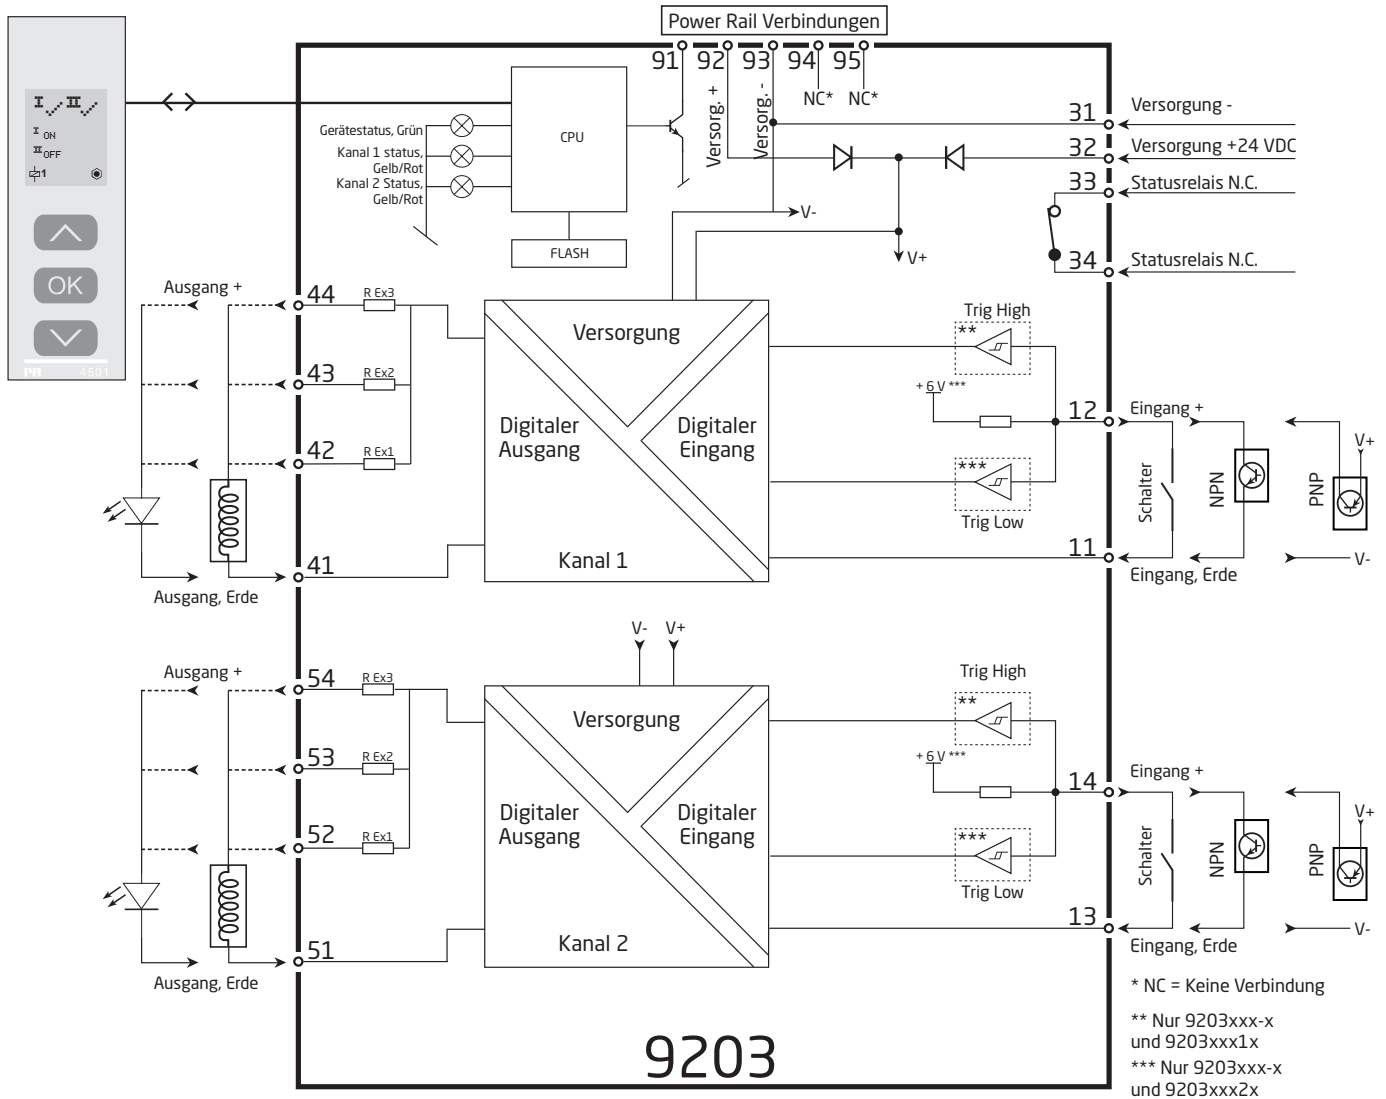 Power Rail Verbindungen
91
92
93
94
95
Versorg. +
Versorg. -
NC*
NC*
I
II
I ON
II OFF
1
OK
PR 4501
Gerätestatus, Grün
Kanal 1 status,
Gelb/Rot
Kanal 2 Status,
Gelb/Rot
CPU
FLASH
V-
V+
31
Versorgung -
32
Versorgung +24 VDC
33
Statusrelais N.C.
34
Statusrelais N.C.
Ausgang +
44
R Ex3
43
R Ex2
42
R Ex1
41
Ausgang, Erde
Versorgung
Digitaler
Ausgang
Digitaler
Eingang
Kanal 1
Trig High
**
+ 6 V ***
***
Trig Low
12
Eingang +
11
Eingang, Erde
Schalter
NPN
PNP
V+
V-
V-
V+
Ausgang +
54
R Ex3
53
R Ex2
52
R Ex1
51
Ausgang, Erde
Versorgung
Digitaler
Ausgang
Digitaler
Eingang
Kanal 2
Trig High
**
+ 6 V ***
***
Trig Low
14
Eingang +
13
Eingang, Erde
Schalter
NPN
PNP
V+
V-
* NC = Keine Verbindung
** Nur 9203xxx-x
und 9203xxx1x
*** Nur 9203xxx-x
und 9203xxx2x
9203